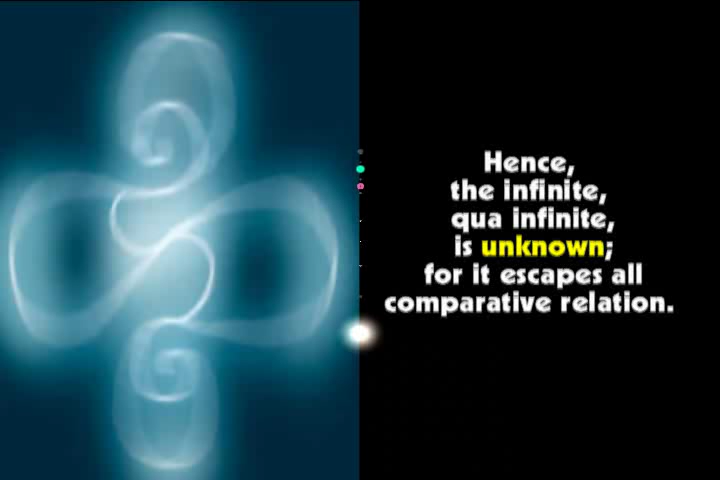 Hence,
the infinite,
qua infinite,
is unknown;
for it escapes all
comparative relation.